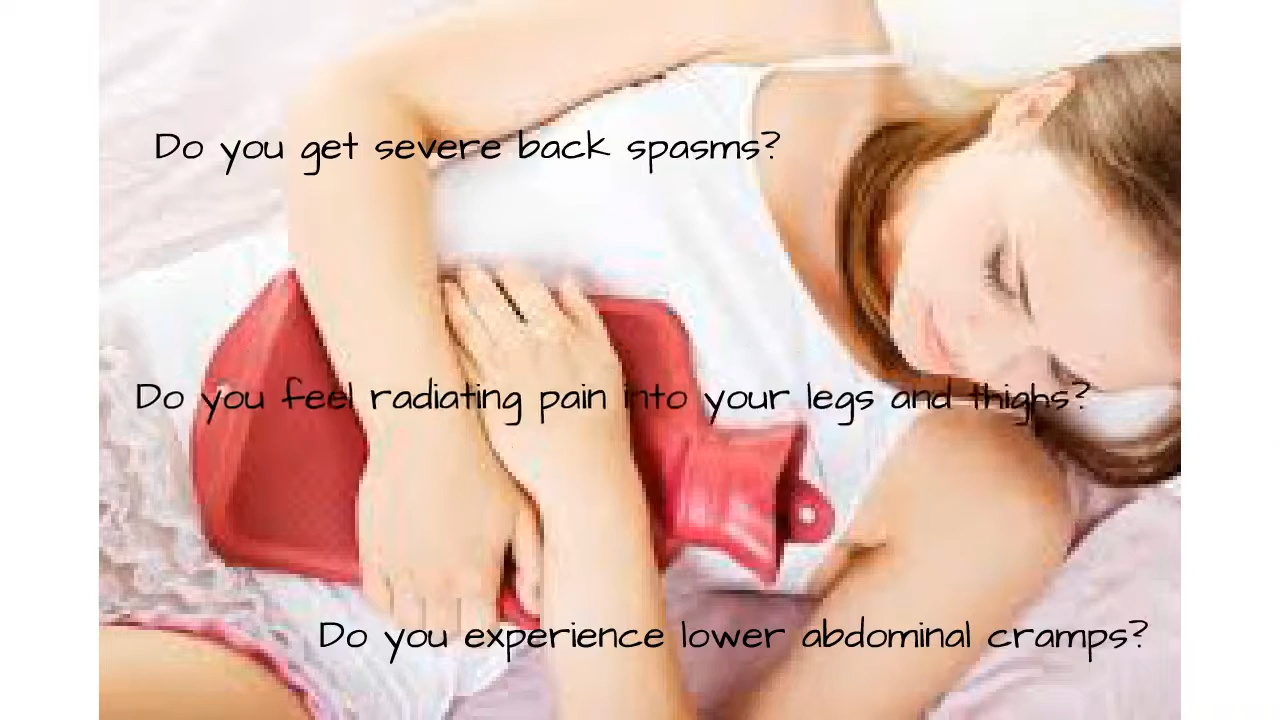 Do you get severe back spasms?
Do you feel radiating pain into your legs and thighs?
Do you experience lower abdominal cramps?